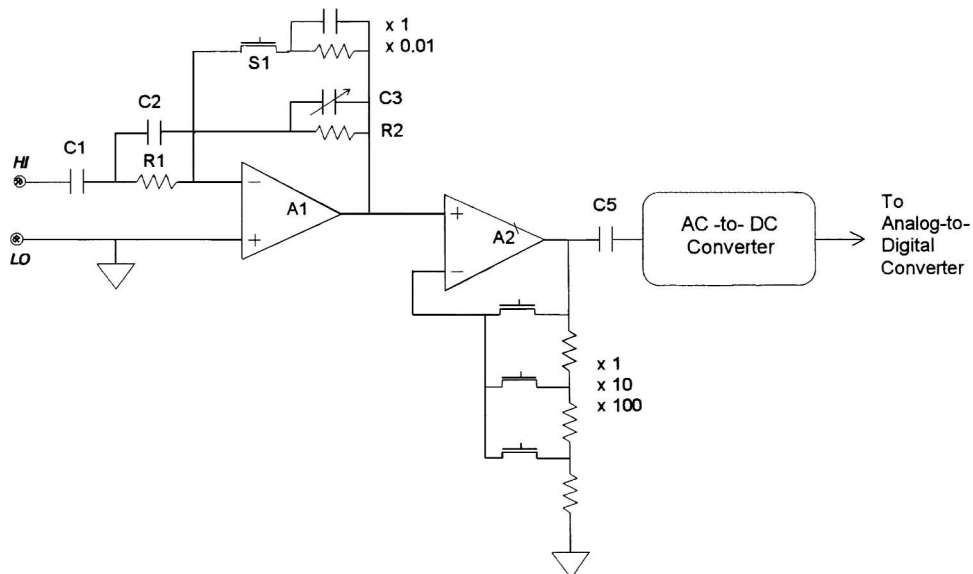 x 1
x 0.01
S1
C2
C3
R2
C1
R1
HI
A1
LO
A2
C5
AC -to- DC
Converter
To
Analog-to-
Digital
Converter
x 1
x 10
x 100